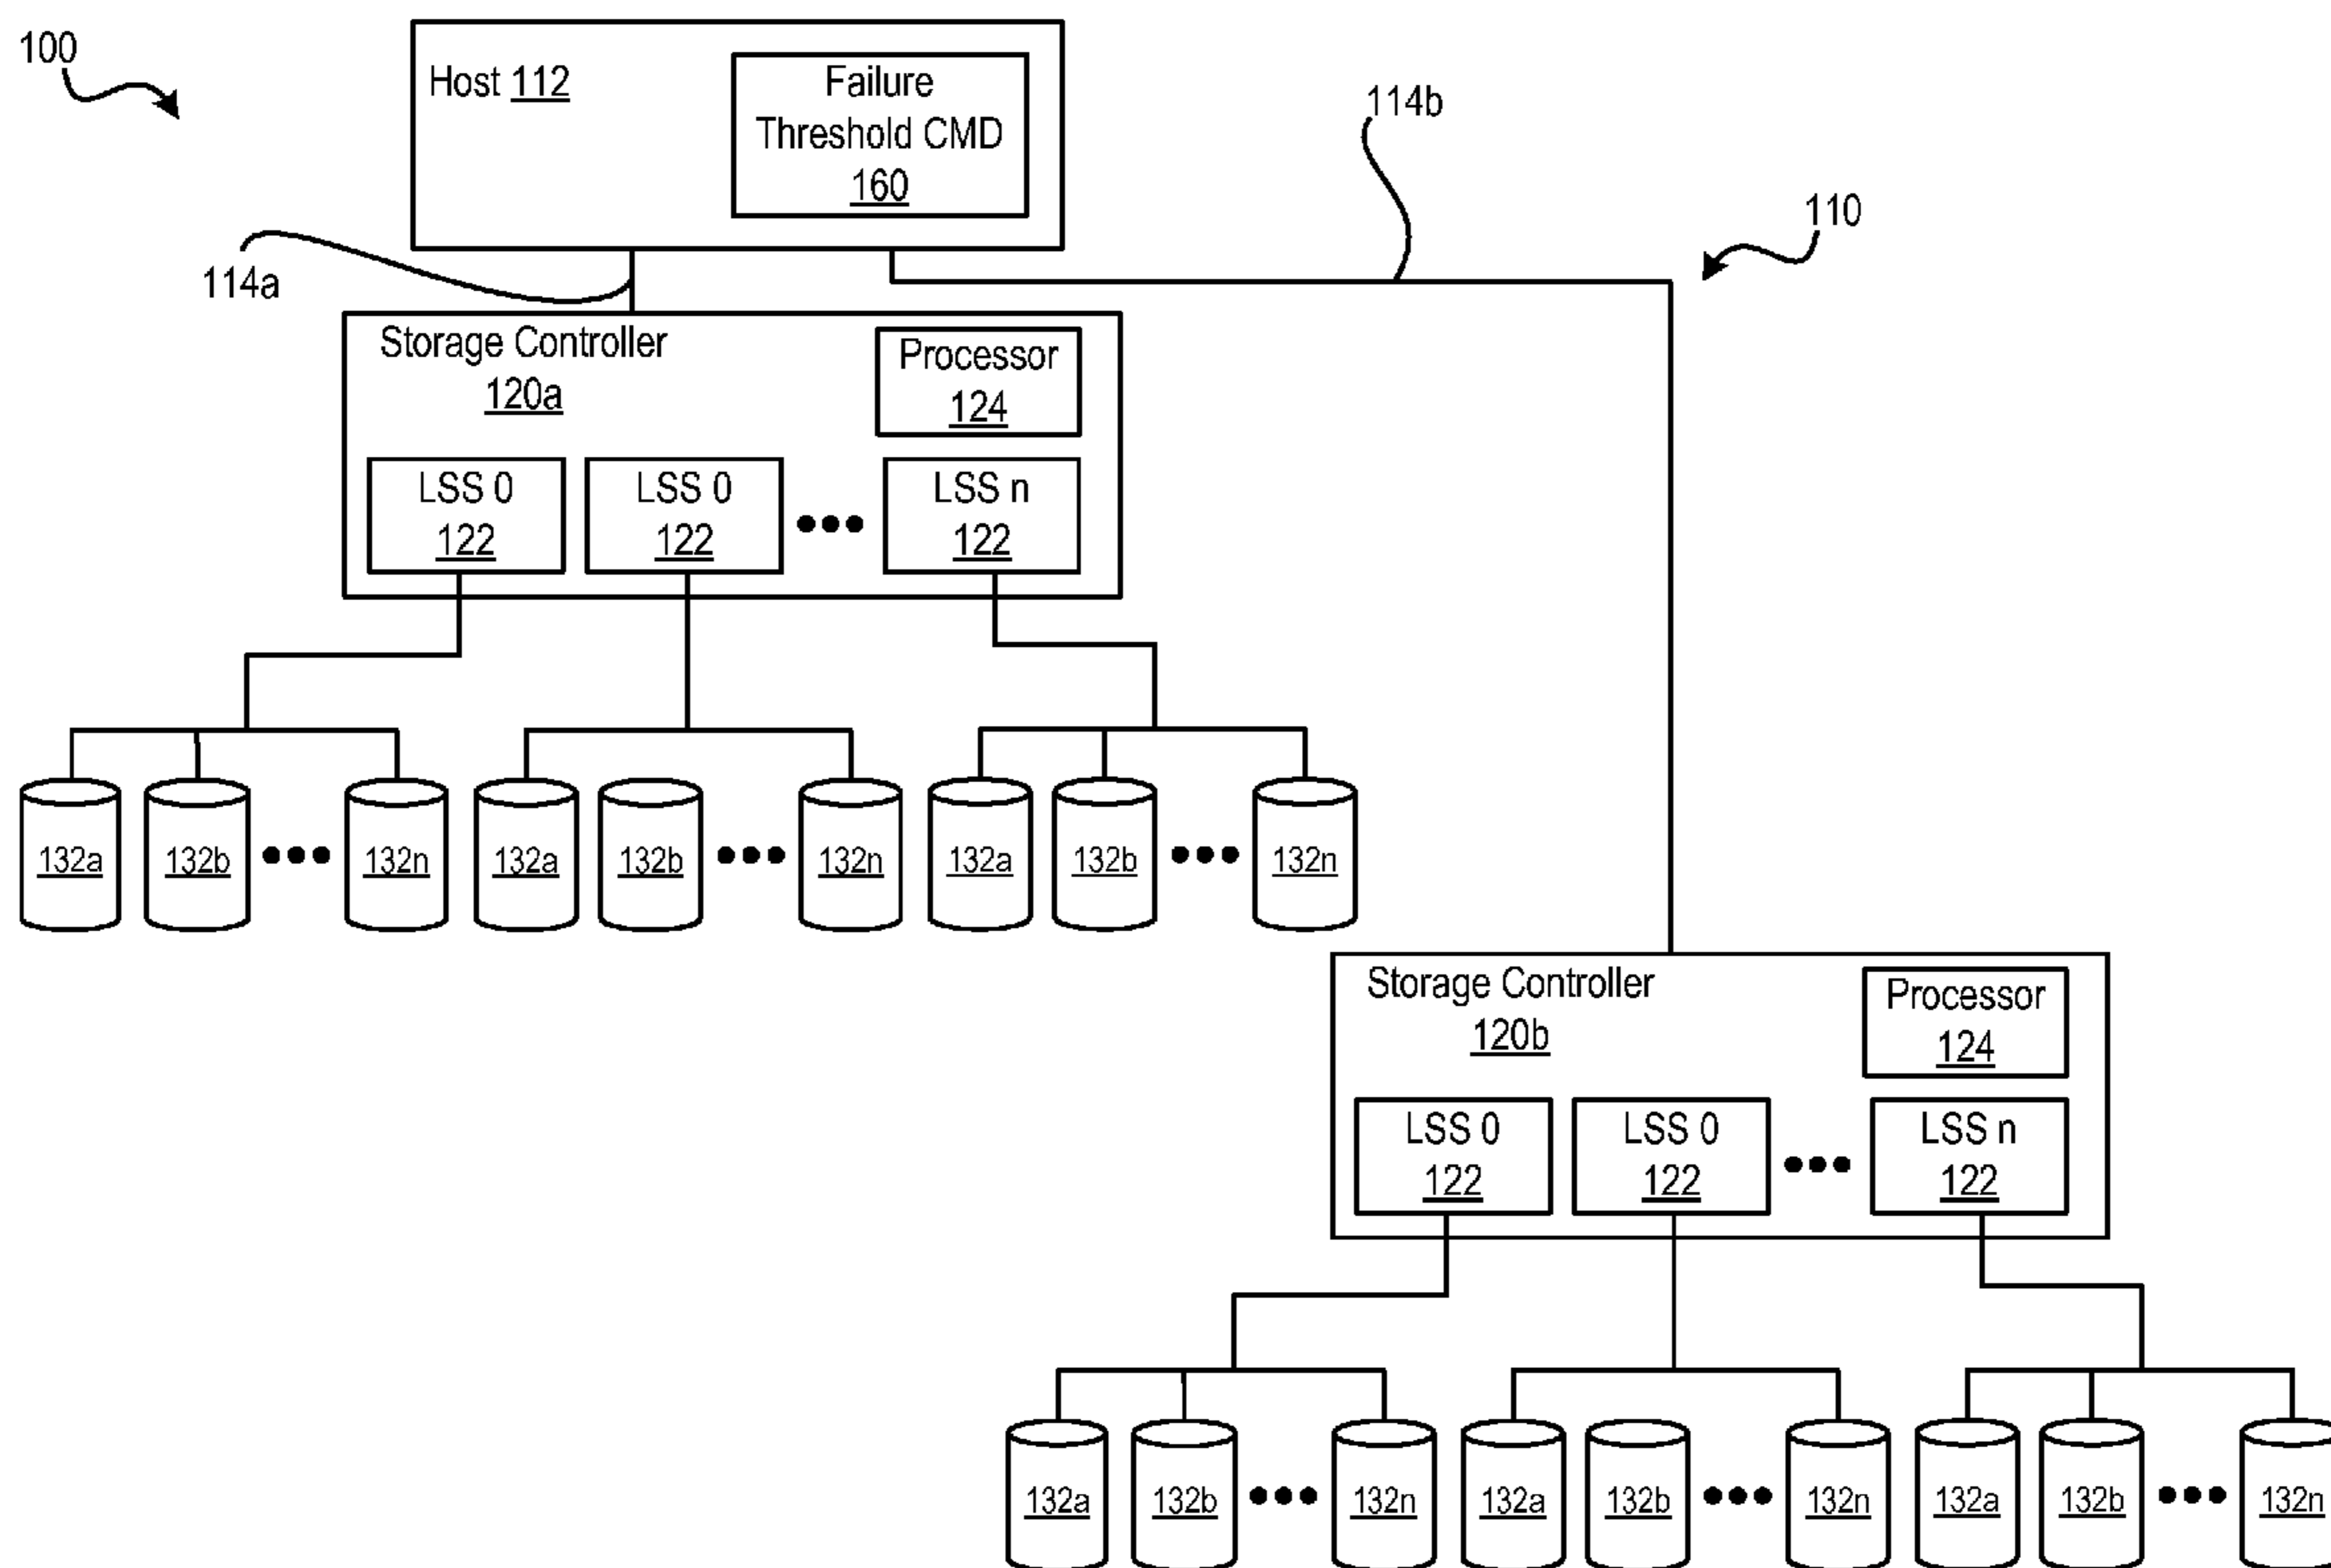 100
Host 112
Failure
Threshold CMD
160
114b
110
114a
Storage Controller
120a
Processor
124
LSS 0
122
LSS 0
122
LSS n
122
132a
132b
132n
132a
132b
132n
132a
132b
132n
Storage Controller
120b
Processor
124
LSS 0
122
LSS 0
122
LSS n
122
132a
132b
132n
132a
132b
132n
132a
132b
132n